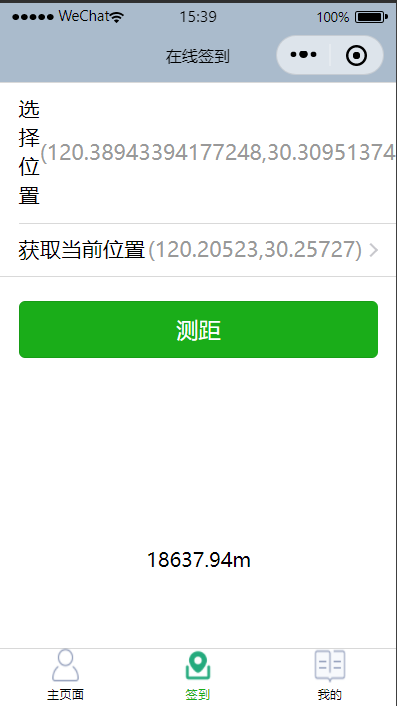 WeChat 15:39 100%
在线签到
选择位置 (120.38943394177248,30.30951374
获取当前位置 (120.20523,30.25727)
测距
18637.94m
主页面 签到 我的